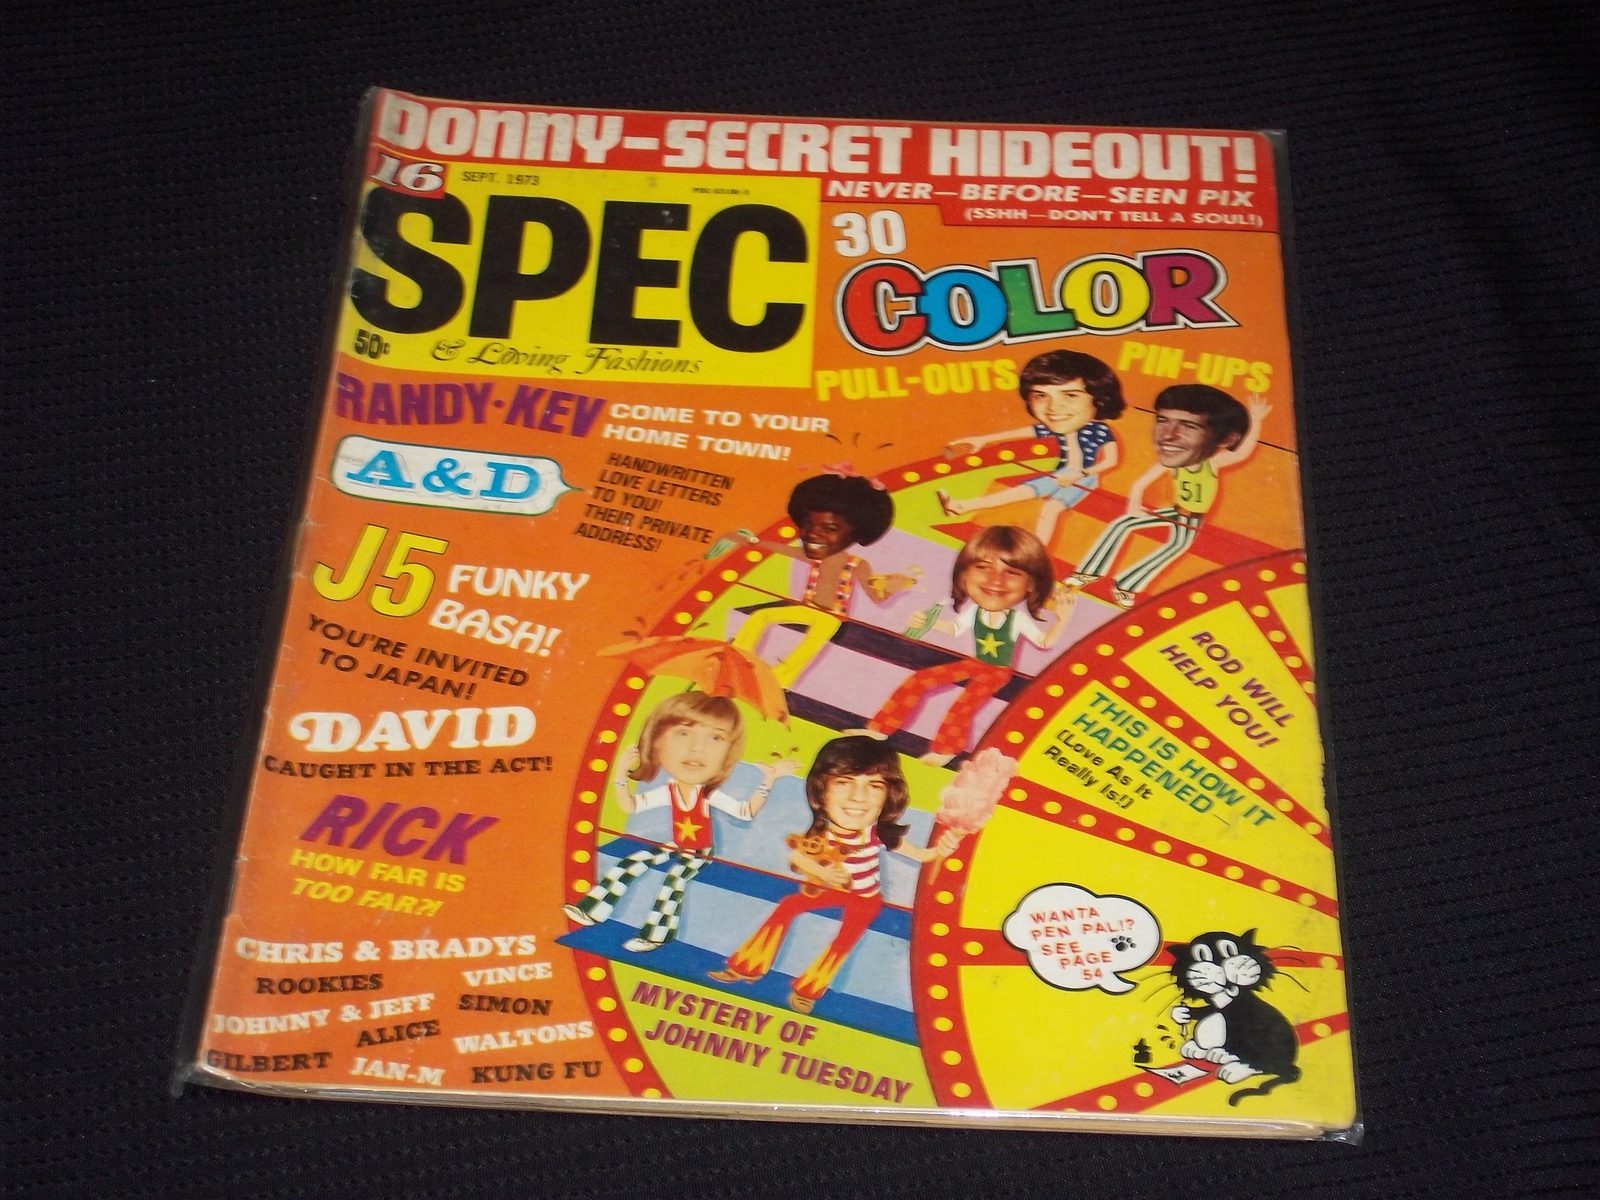 DONNY-SECRET HIDEOUT!
NEVER-BEFORE-SEEN PIX
(SSHH-DON'T TELL A SOUL!)
16
SEPT. 1973
SPEC
50¢
& Loving Fashions
30
COLOR
PULL-OUTS
PIN-UPS
RANDY·KEV
COME TO YOUR
HOME TOWN!
A&D
HANDWRITTEN
LOVE LETTERS
TO YOU!
THEIR PRIVATE
ADDRESS!
J5 FUNKY
BASH!
YOU'RE INVITED
TO JAPAN!
DAVID
CAUGHT IN THE ACT!
RICK
HOW FAR IS
TOO FAR?!
CHRIS & BRADYS
ROOKIES VINCE
JOHNNY & JEFF SIMON
ALICE WALTONS
GILBERT JAN-M KUNG FU
51
ROD WILL
HELP YOU!
THIS IS HOW IT
HAPPENED—
(Love As It
Really Is!)
WANTA
PEN PAL!?
SEE
PAGE
54
MYSTERY OF
JOHNNY TUESDAY